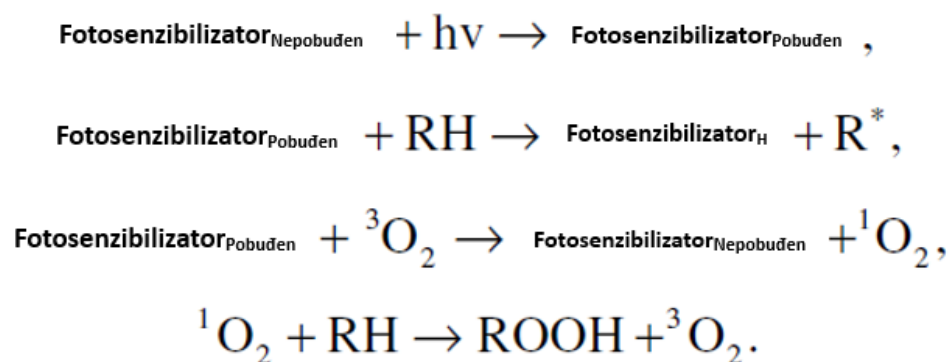 Fotosenzibilizator_Nepobuđen + hν → Fotosenzibilizator_Pobuđen ,
Fotosenzibilizator_Pobuđen + RH → Fotosenzibilizator_H + R*,
Fotosenzibilizator_Pobuđen + ³O₂ → Fotosenzibilizator_Nepobuđen +¹O₂,
¹O₂ + RH → ROOH +³O₂.